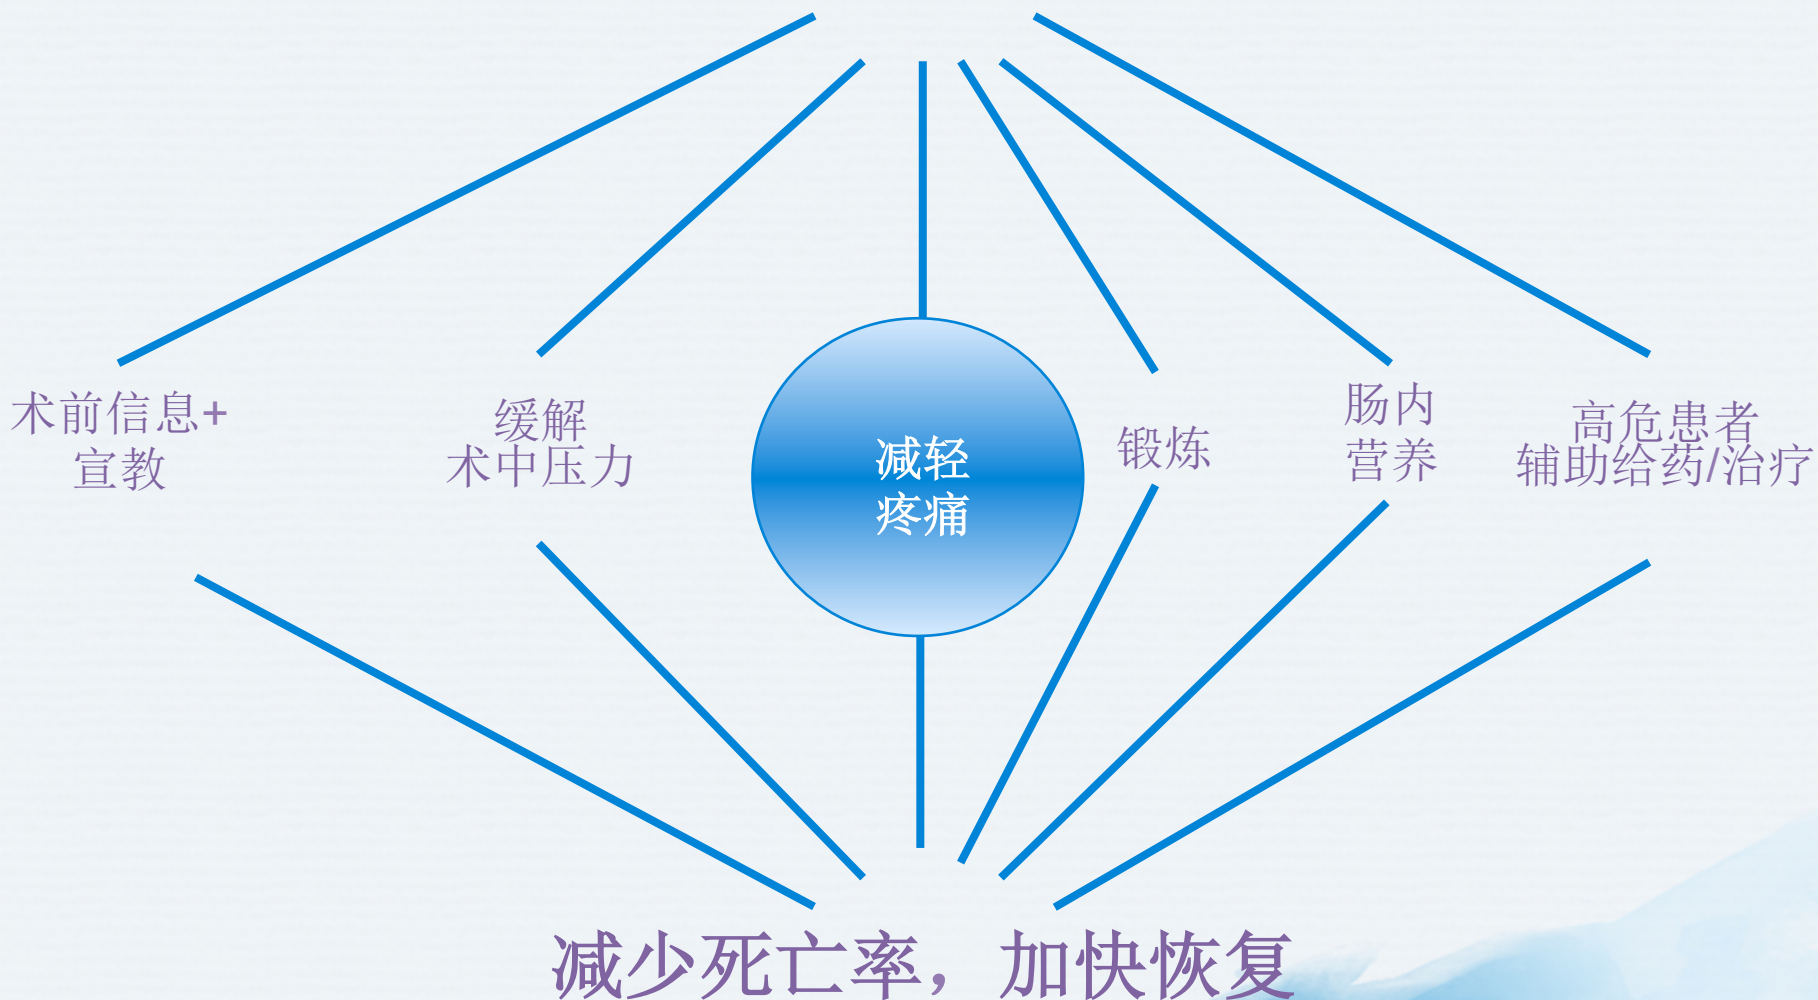 术前信息+
宣教
缓解
术中压力
减轻
疼痛
锻炼
肠内
营养
高危患者
辅助给药/治疗
减少死亡率，加快恢复